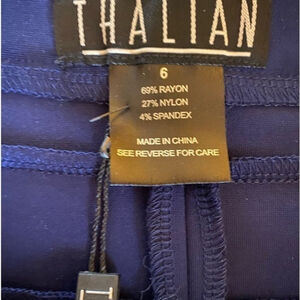 THALIAN
6
69% RAYON
27% NYLON
4% SPANDEX
MADE IN CHINA
SEE REVERSE FOR CARE